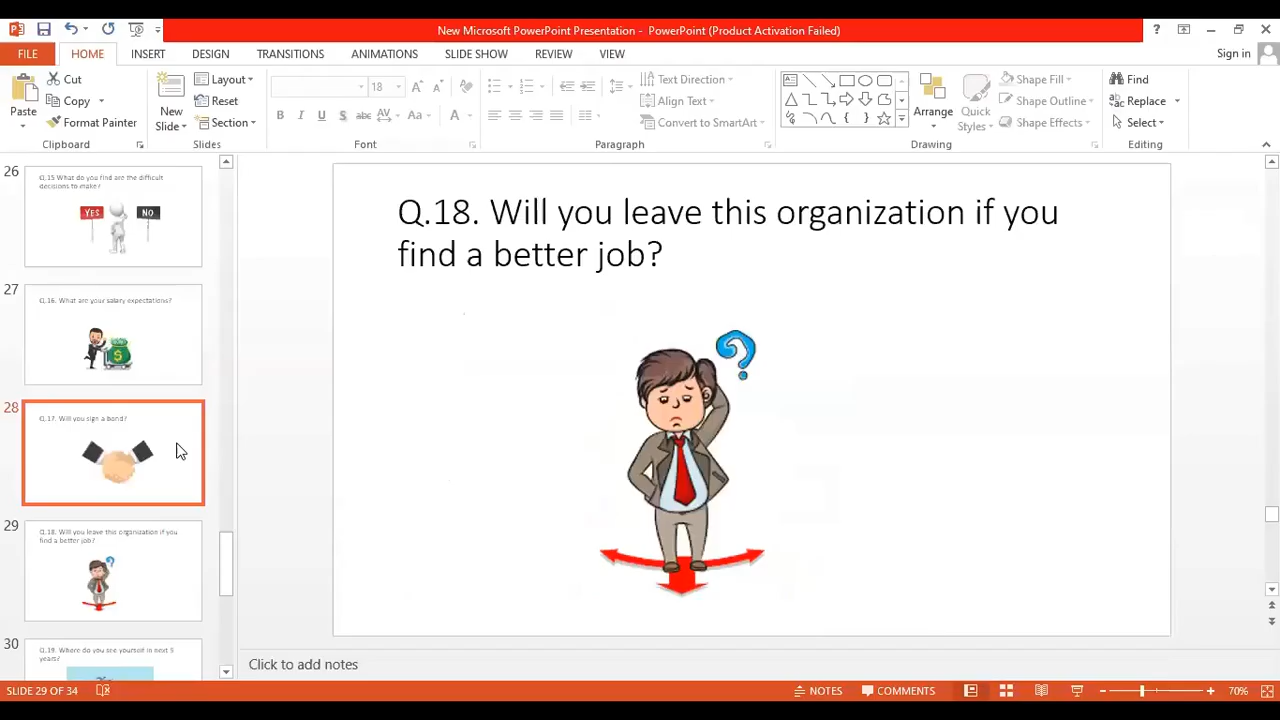 New Microsoft PowerPoint Presentation - PowerPoint (Product Activation Failed)
?
FILE
HOME
INSERT
DESIGN
TRANSITIONS
ANIMATIONS
SLIDE SHOW
REVIEW
VIEW
Sign in
Paste
Cut
Copy
Format Painter
Clipboard
New
Slide
Layout
Reset
Section
Slides
18
B I U S abc AV Aa A
Font
Text Direction
Align Text
Convert to SmartArt
Paragraph
Arrange
Quick
Styles
Shape Fill
Shape Outline
Shape Effects
Drawing
Find
Replace
Select
Editing
26
Q.15 What do you find are the difficult
decisions to make?
YES
NO
27
Q.16. What are your salary expectations?
$
28
Q.17. Will you sign a bond?
29
Q.18. Will you leave this organization if you
find a better job?
?
30
Q.19. Where do you see yourself in next 5
years?
Q.18. Will you leave this organization if you
find a better job?
?
Click to add notes
SLIDE 29 OF 34
NOTES
COMMENTS
70%